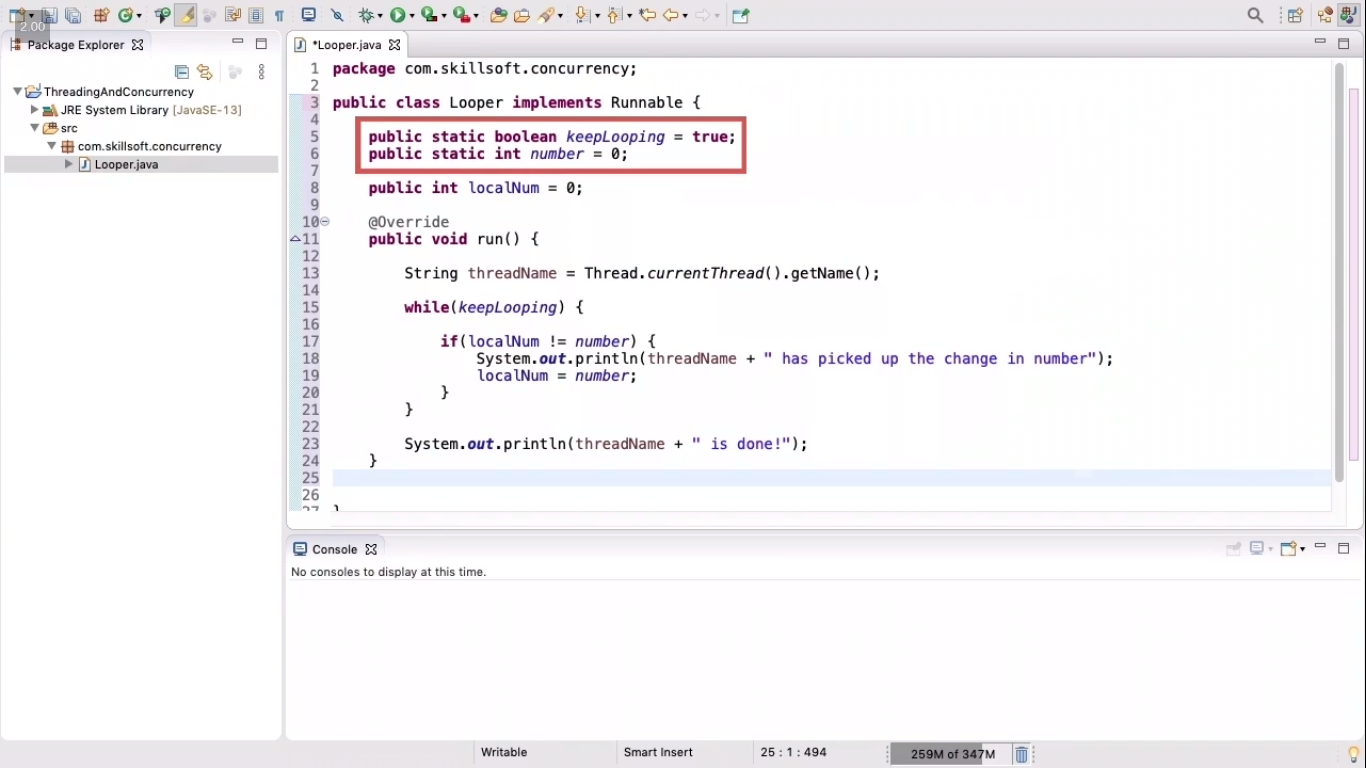 2.00
Package Explorer
ThreadingAndConcurrency
JRE System Library [JavaSE-13]
src
com.skillsoft.concurrency
Looper.java
*Looper.java
1 package com.skillsoft.concurrency;
2
3 public class Looper implements Runnable {
4
5 public static boolean keepLooping = true;
6 public static int number = 0;
7
8 public int localNum = 0;
9
10 @Override
11 public void run() {
12
13 String threadName = Thread.currentThread().getName();
14
15 while(keepLooping) {
16
17 if(localNum != number) {
18 System.out.println(threadName + " has picked up the change in number");
19 localNum = number;
20 }
21 }
22
23 System.out.println(threadName + " is done!");
24 }
25
26
27 }
Console
No consoles to display at this time.
Writable
Smart Insert
25 : 1 : 494
259M of 347M